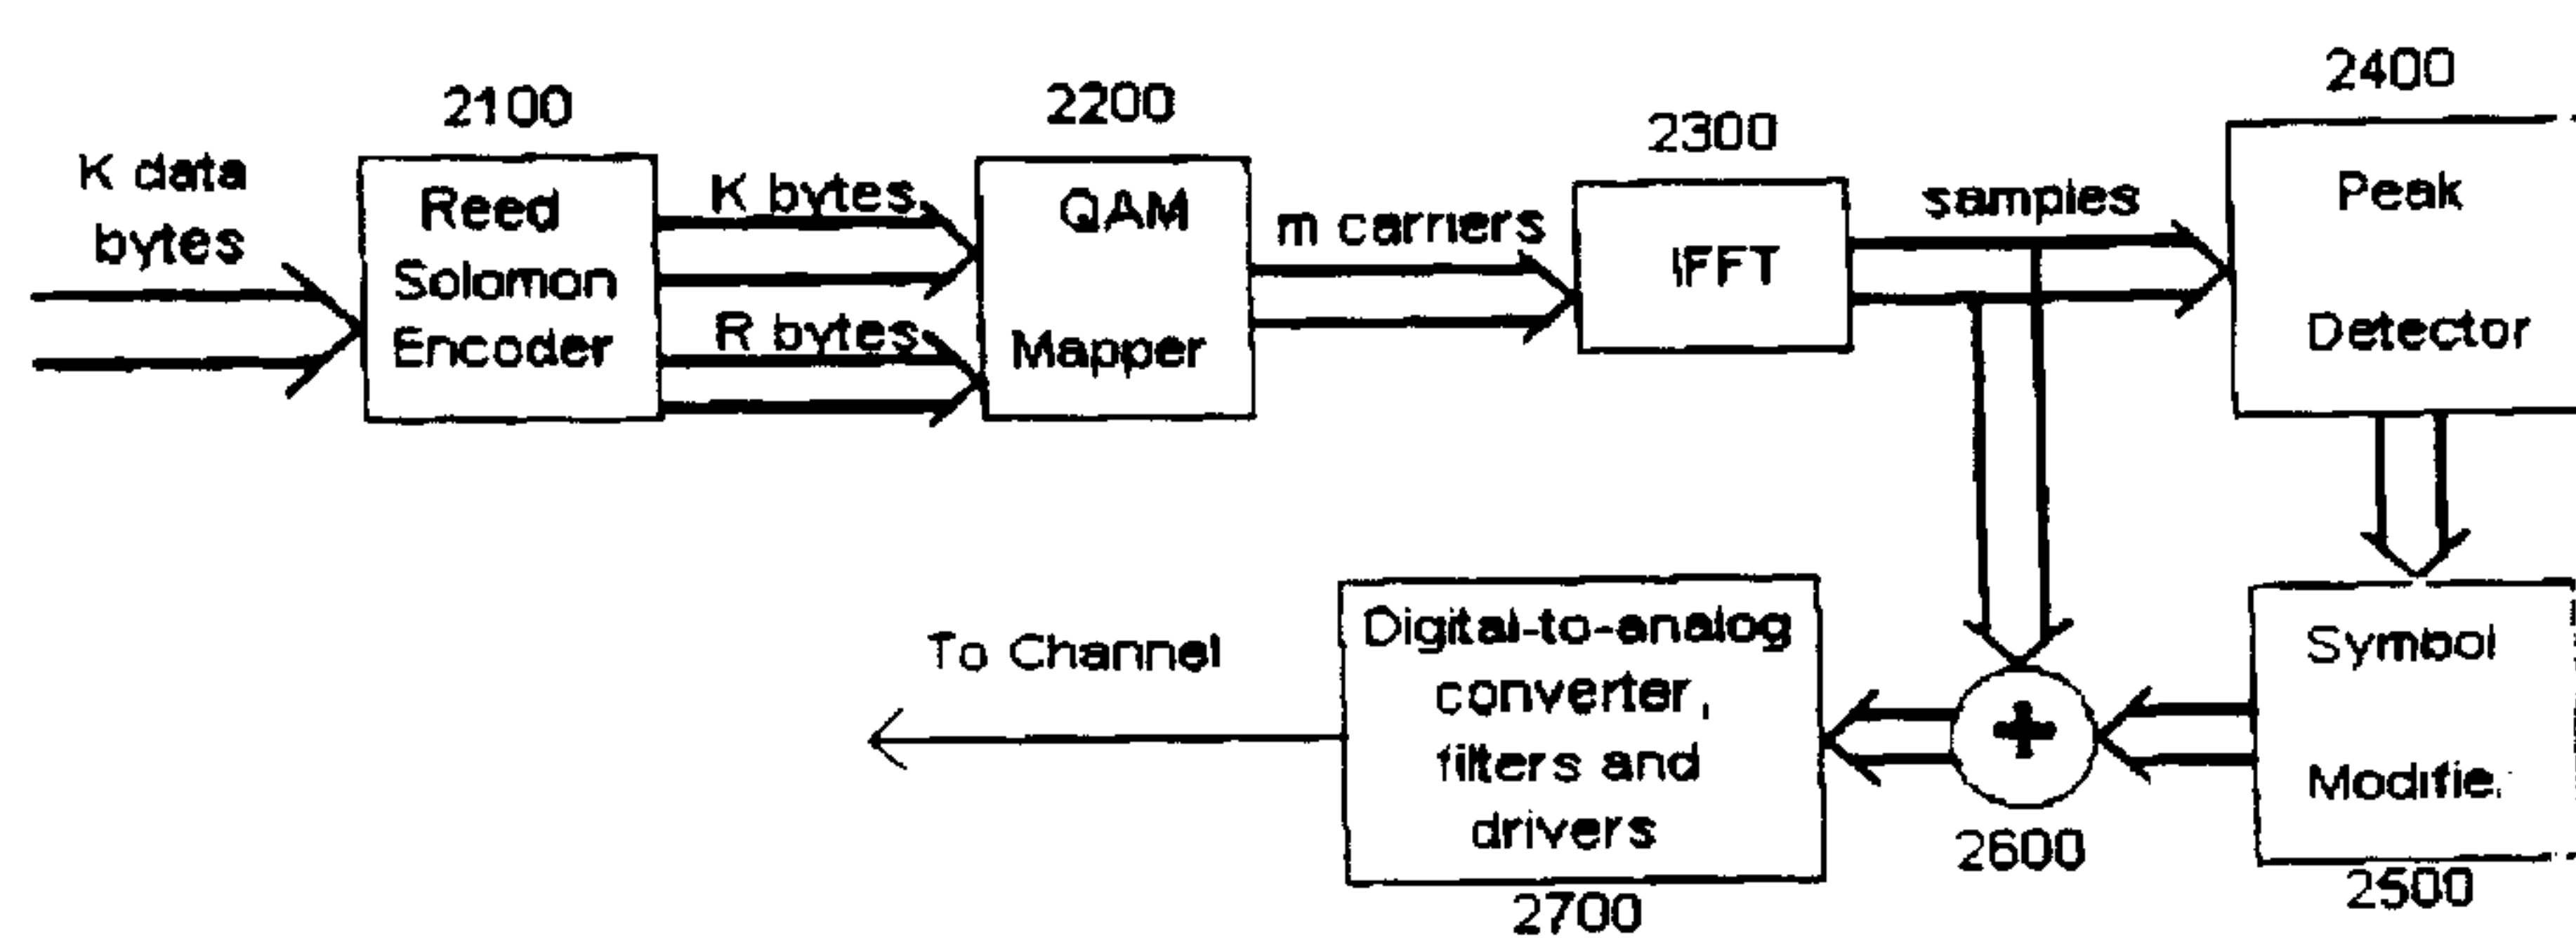 2100
2200
2300
2400
K data
bytes
Reed
Solomon
Encoder
K bytes
R bytes
QAM
Mapper
m carriers
IFFT
samples
Peak
Detector
To Channel
Digital-to-analog
converter,
filters and
drivers
2700
+
2600
Symbol
Modifie
2500